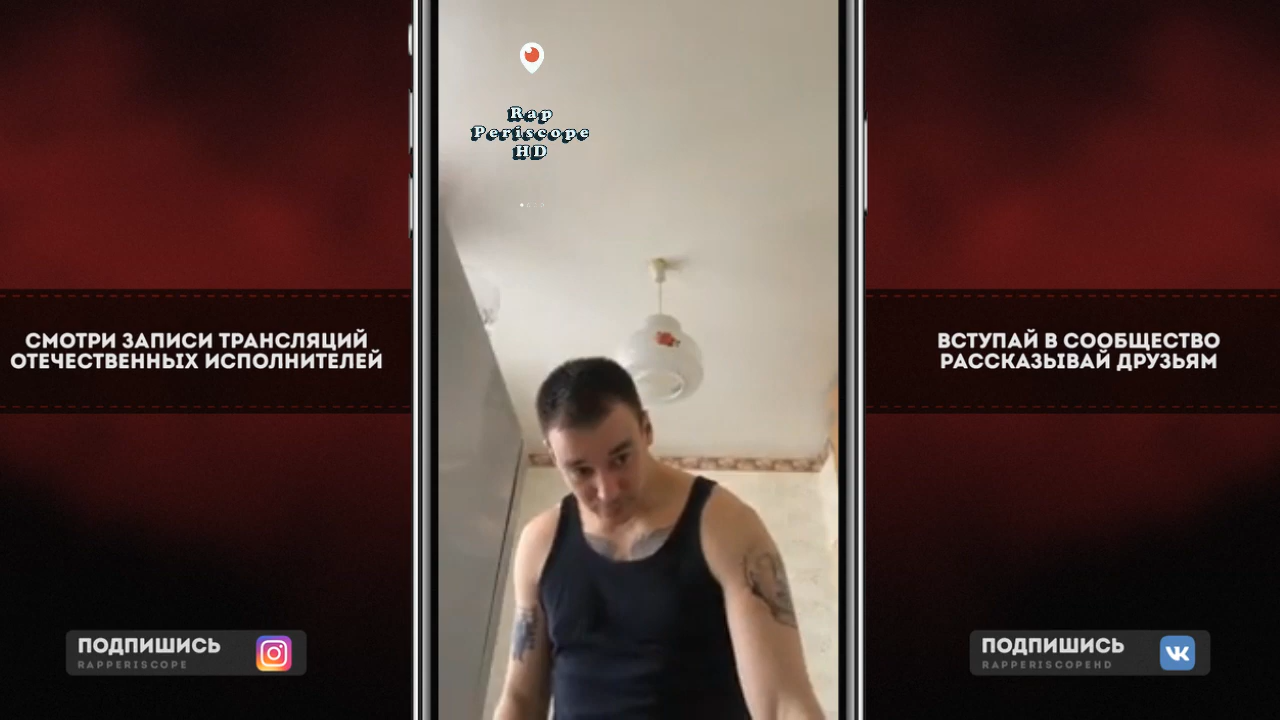 Rap
Periscope
HD
СМОТРИ ЗАПИСИ ТРАНСЛЯЦИЙ
ОТЕЧЕСТВЕННЫХ ИСПОЛНИТЕЛЕЙ
ВСТУПАЙ В СООБЩЕСТВО
РАССКАЗЫВАЙ ДРУЗЬЯМ
ПОДПИШИСЬ
RAPPERISCOPE
ПОДПИШИСЬ
RAPPERISCOPEHD